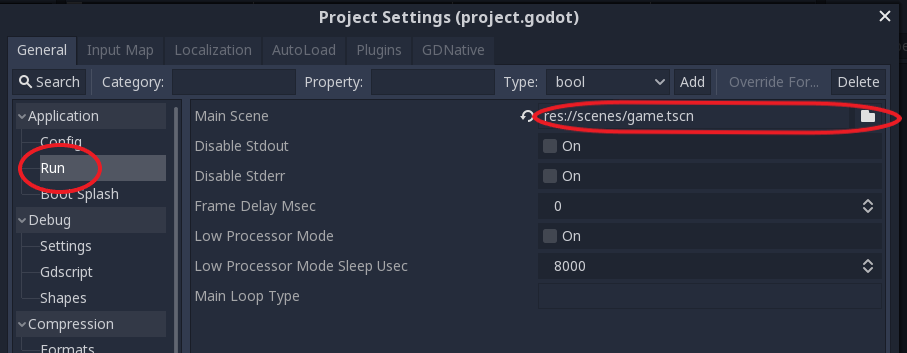 Project Settings (project.godot)
General Input Map Localization AutoLoad Plugins GDNative
Search Category: Property: Type: bool Add Override For... Delete
Application
Config
Run
Boot Splash
Debug
Settings
Gdscript
Shapes
Compression
Formats
Main Scene res://scenes/game.tscn
Disable Stdout On
Disable Stderr On
Frame Delay Msec 0
Low Processor Mode On
Low Processor Mode Sleep Usec 8000
Main Loop Type